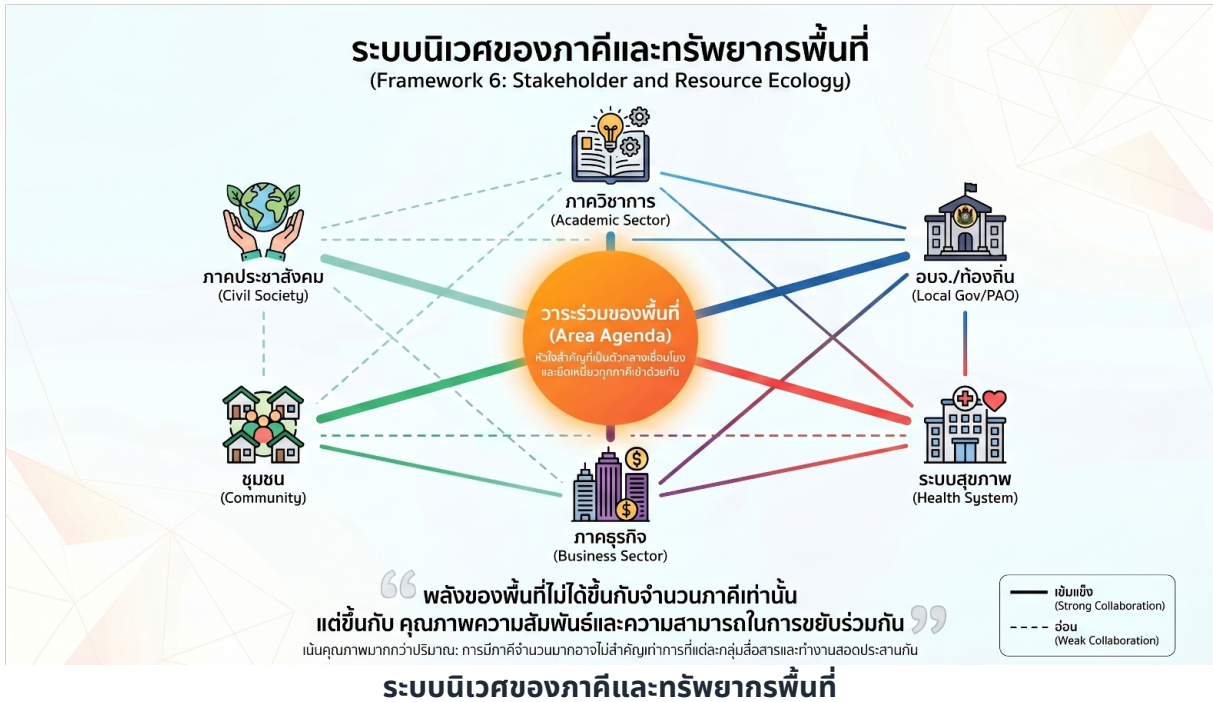 ระบบนิเวศของภาคีและทรัพยากรพื้นที่
(Framework 6: Stakeholder and Resource Ecology)
ภาควิชาการ
(Academic Sector)
ภาคประชาสังคม
(Civil Society)
อบจ./ท้องถิ่น
(Local Gov/PAO)
วาระร่วมของพื้นที่
(Area Agenda)
หัวใจสำคัญที่เป็นตัวกลางเชื่อมโยง
และยึดเหนี่ยวทุกภาคีเข้าด้วยกัน
ชุมชน
(Community)
ระบบสุขภาพ
(Health System)
ภาคธุรกิจ
(Business Sector)
“พลังของพื้นที่ไม่ได้ขึ้นกับจำนวนภาคีเท่านั้น
แต่ขึ้นกับ คุณภาพความสัมพันธ์และความสามารถในการขยับร่วมกัน”
เน้นคุณภาพมากกว่าปริมาณ: การมีภาคีจำนวนมากอาจไม่สำคัญเท่าการที่แต่ละกลุ่มสื่อสารและทำงานสอดประสานกัน
เข้มแข็ง
(Strong Collaboration)
อ่อน
(Weak Collaboration)
ระบบนิเวศของภาคีและทรัพยากรพื้นที่